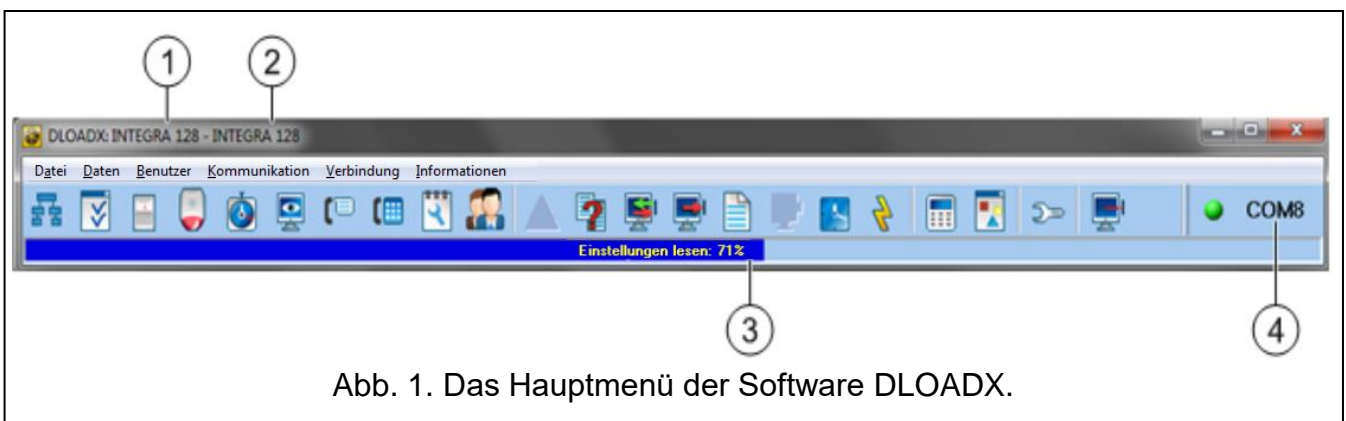 1 2
DLOADX: INTEGRA 128 - INTEGRA 128
Datei Daten Benutzer Kommunikation Verbindung Informationen
COM8
Einstellungen lesen: 71%
3 4
Abb. 1. Das Hauptmenü der Software DLOADX.